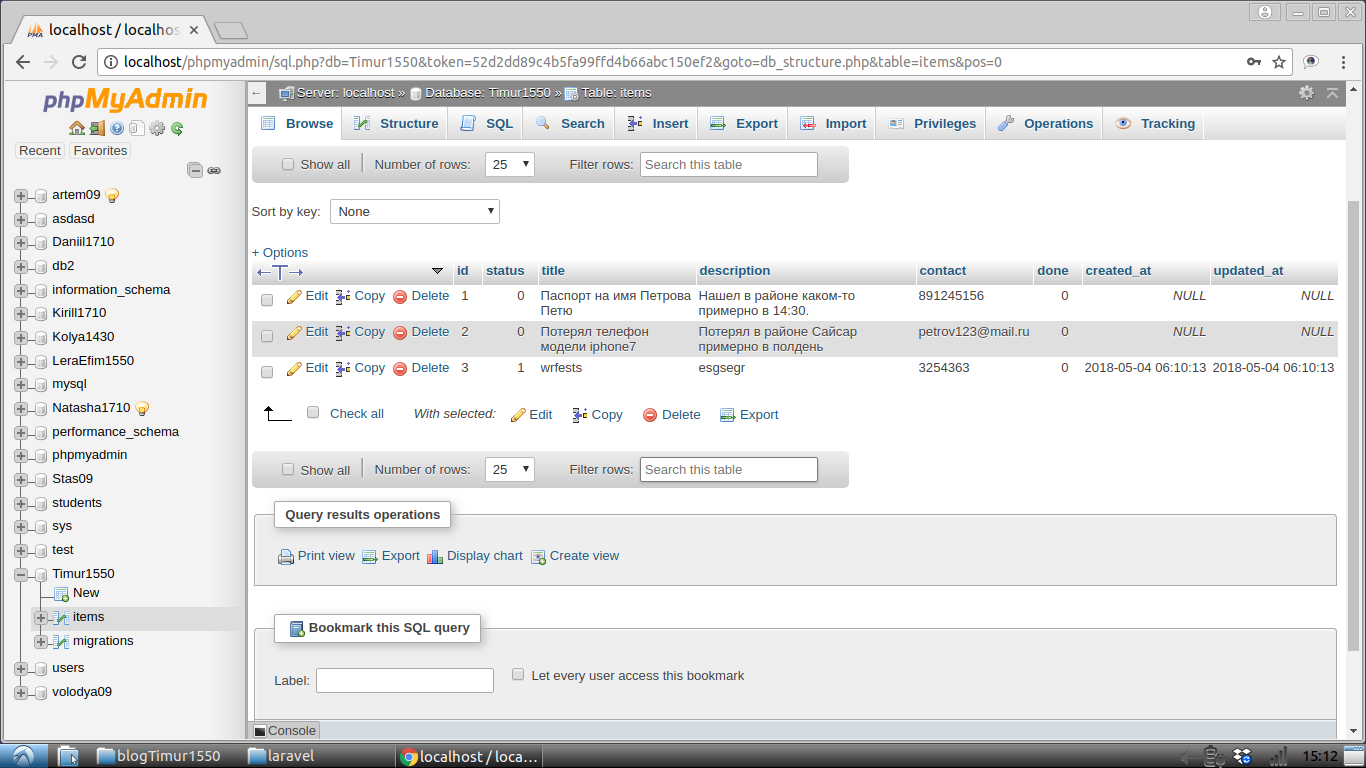 localhost / localhos
localhost/phpmyadmin/sql.php?db=Timur1550&token=52d2dd89c4b5fa99ffd4b66abc150ef2&goto=db_structure.php&table=items&pos=0
phpMyAdmin
Recent Favorites
artem09
asdasd
Daniil1710
db2
information_schema
Kirill1710
Kolya1430
LeraEfim1550
mysql
Natasha1710
performance_schema
phpmyadmin
Stas09
students
sys
test
Timur1550
New
items
migrations
users
volodya09
Server: localhost » Database: Timur1550 » Table: items
Browse Structure SQL Search Insert Export Import Privileges Operations Tracking
Show all Number of rows: 25 Filter rows: Search this table
Sort by key: None
+ Options
id status title description contact done created_at updated_at
Edit Copy Delete 1 0 Паспорт на имя Петрова Нашел в районе каком-то 891245156 0 NULL NULL
Петю примерно в 14:30.
Edit Copy Delete 2 0 Потерял телефон Потерял в районе Сайсар petrov123@mail.ru 0 NULL NULL
модели iphone7 примерно в полдень
Edit Copy Delete 3 1 wrfests esgsegr 3254363 0 2018-05-04 06:10:13 2018-05-04 06:10:13
Check all With selected: Edit Copy Delete Export
Show all Number of rows: 25 Filter rows: Search this table
Query results operations
Print view Export Display chart Create view
Bookmark this SQL query
Label: Let every user access this bookmark
Console
blogTimur1550 laravel localhost / loca... 15:12